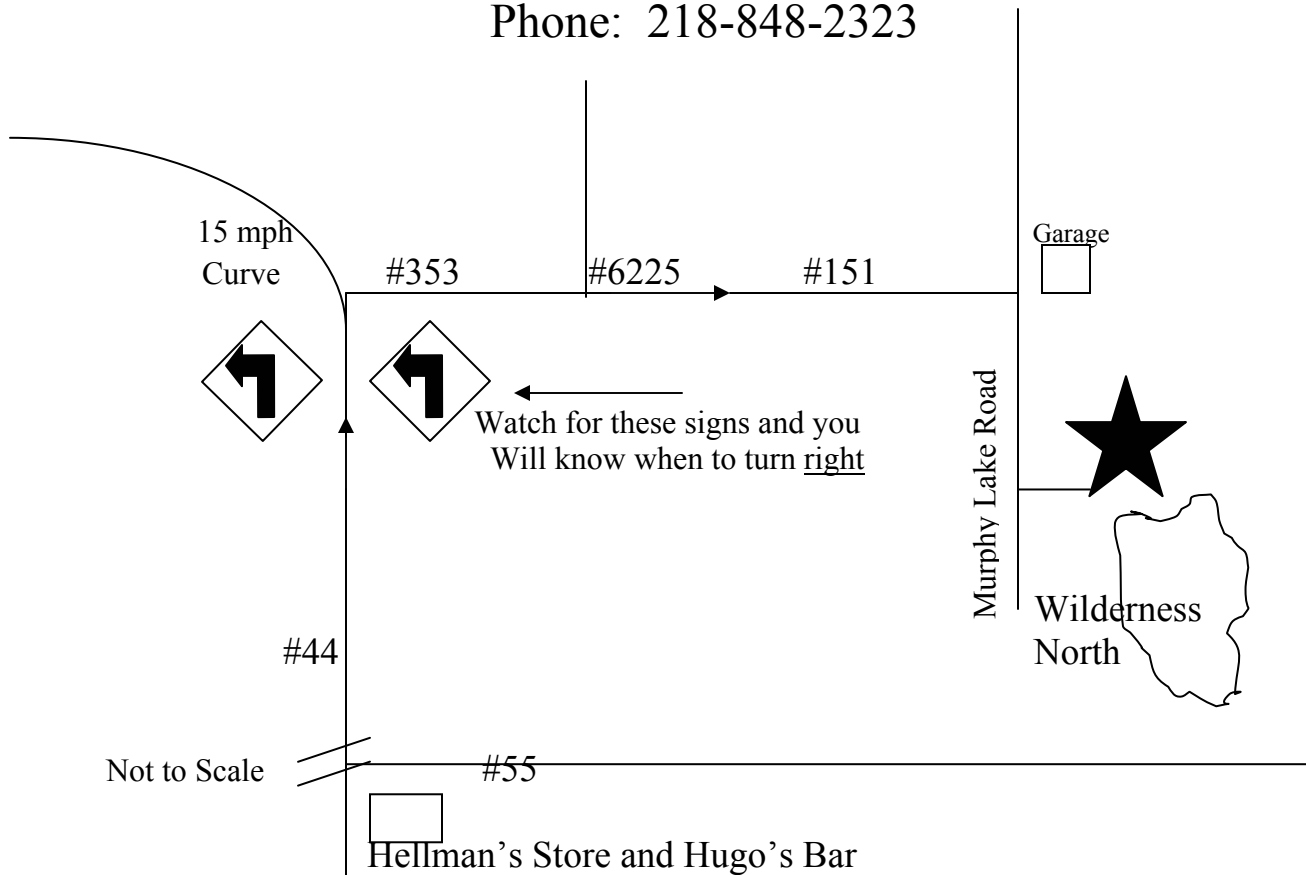 Phone: 218-848-2323
15 mph
Curve
Garage
#353
#6225
#151
Watch for these signs and you
Will know when to turn right
Murphy Lake Road
Wilderness
North
#44
Not to Scale
#55
Hellman’s Store and Hugo’s Bar